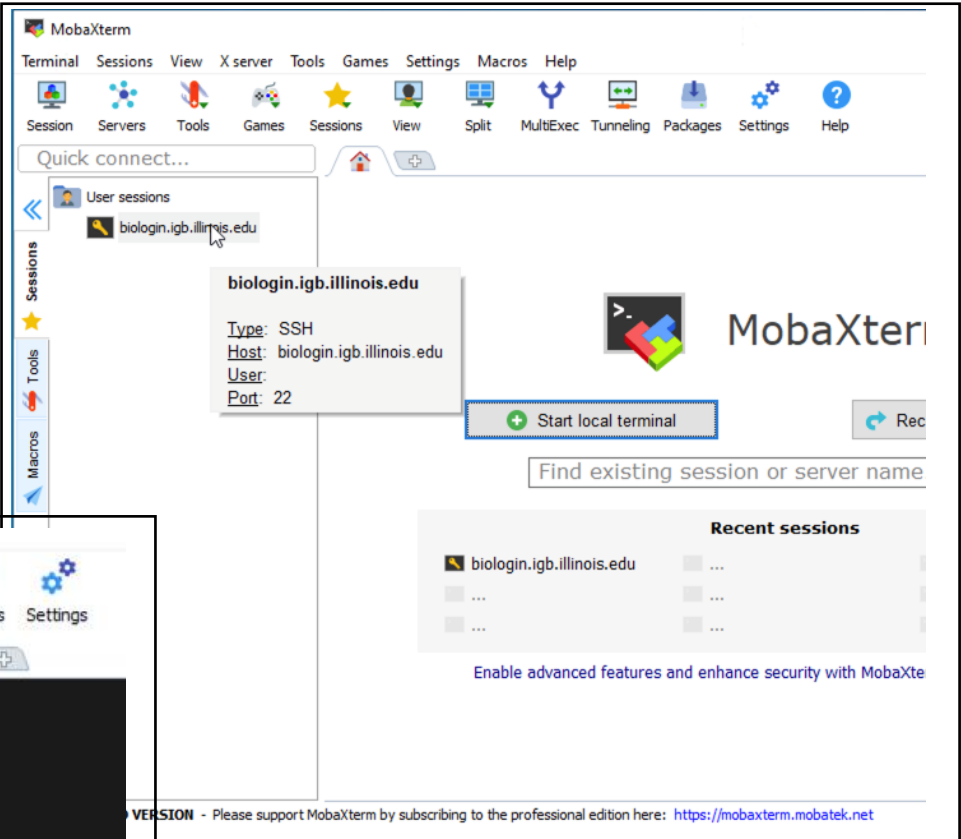 MobaXterm
Terminal Sessions View X server Tools Games Settings Macros Help
Session Servers Tools Games Sessions View Split MultiExec Tunneling Packages Settings Help
Quick connect...
User sessions
biologin.igb.illinois.edu
Sessions
Tools
Macros
biologin.igb.illinois.edu
Type: SSH
Host: biologin.igb.illinois.edu
User:
Port: 22
MobaXter
Start local terminal
Rec
Find existing session or server name
Recent sessions
biologin.igb.illinois.edu ...
... ...
... ...
Enable advanced features and enhance security with MobaXte
s Settings
VERSION - Please support MobaXterm by subscribing to the professional edition here: https://mobaxterm.mobatek.net